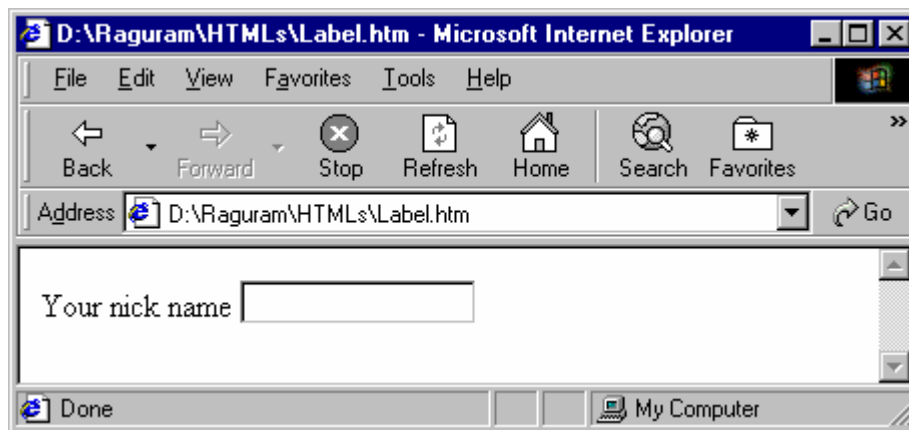 D:\Raguram\HTMLs\Label.htm - Microsoft Internet Explorer
File Edit View Favorites Tools Help
Back Forward Stop Refresh Home Search Favorites »
Address D:\Raguram\HTMLs\Label.htm Go
Your nick name
Done My Computer